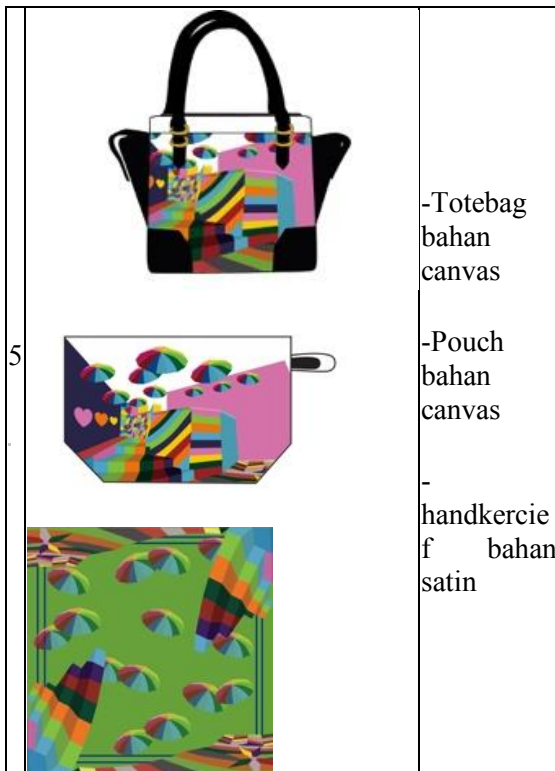 5
.
-Totebag
bahan
canvas
-Pouch
bahan
canvas
-
handkercie
f bahan
satin